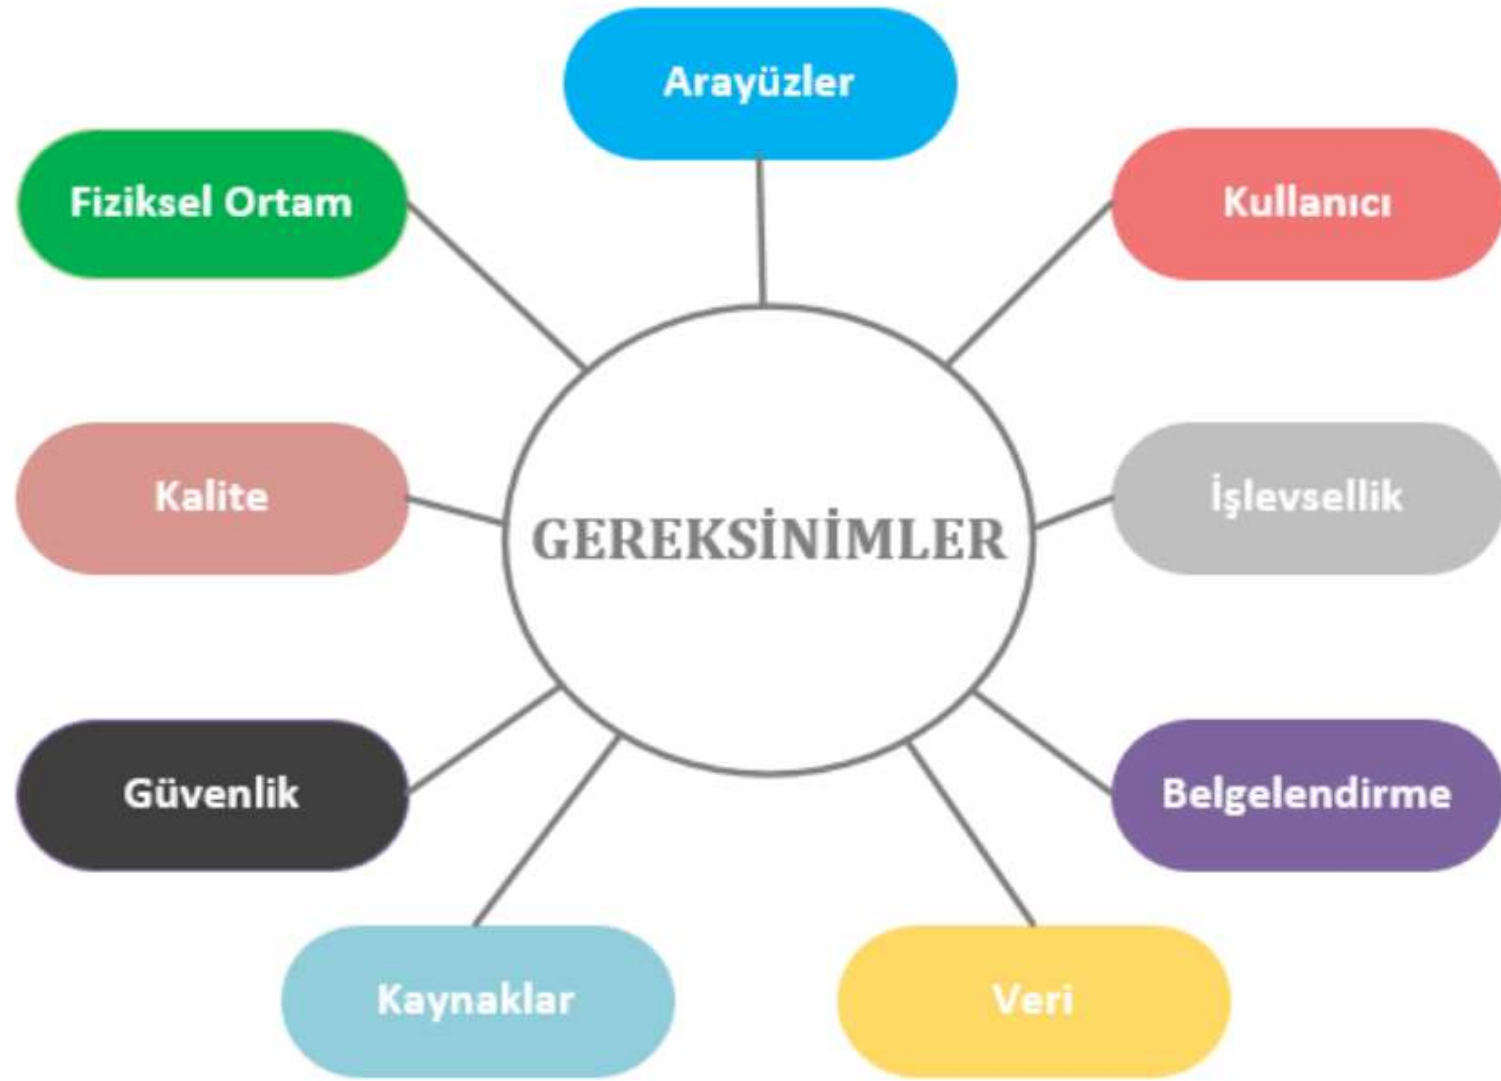 Arayüzler
Fiziksel Ortam
Kullanıcı
Kalite
İşlevsellik
GEREKSİNİMLER
Güvenlik
Belgelendirme
Kaynaklar
Veri